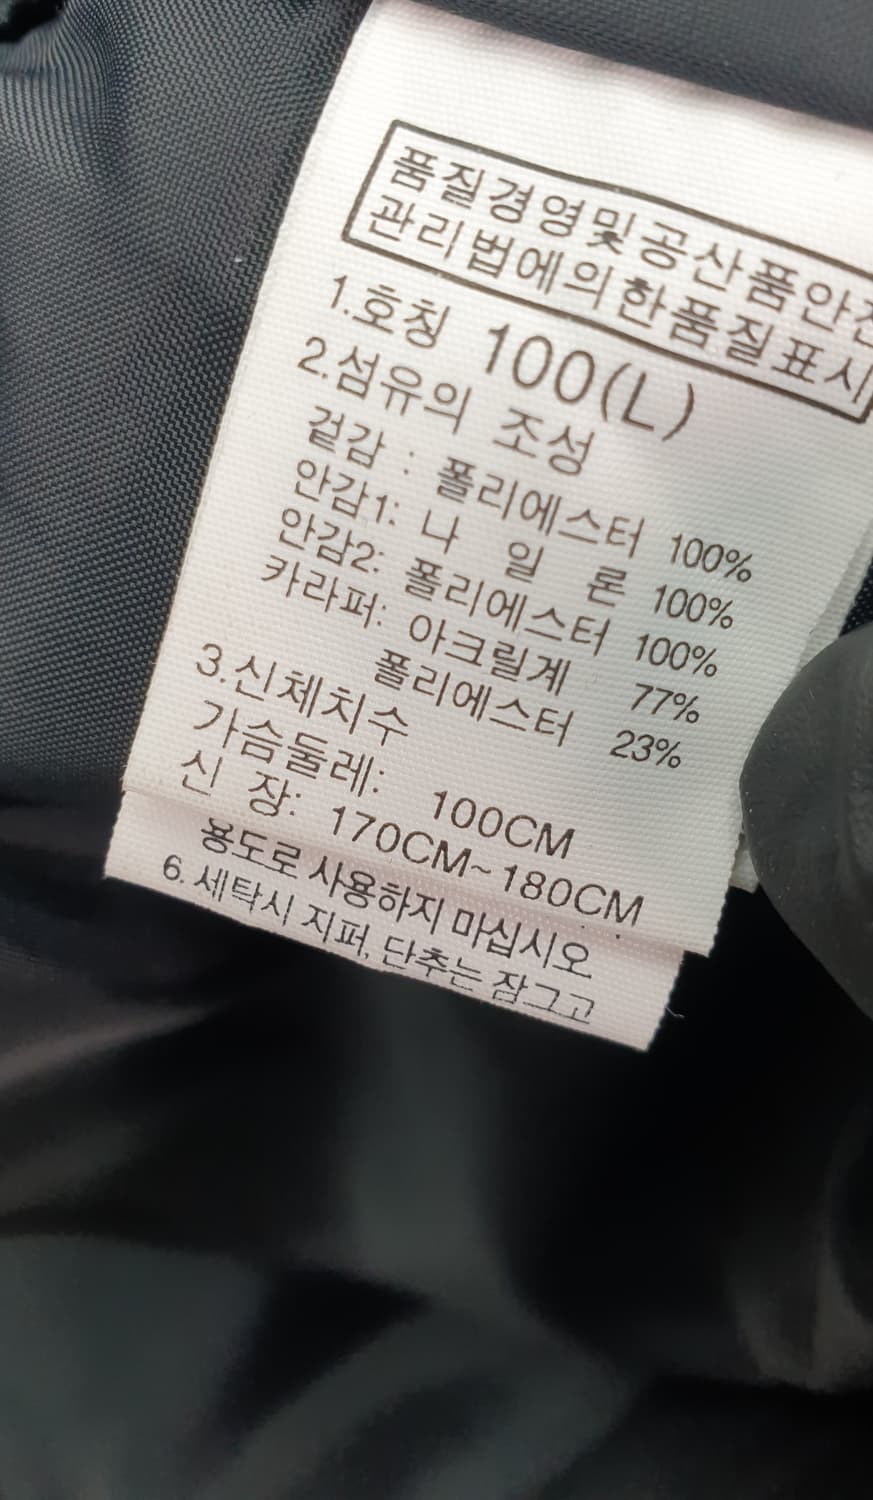 품질경영및공산품안전
관리법에의한품질표시
1.호칭 100(L)
2.섬유의 조성
겉감 : 폴리에스터 100%
안감1: 나 일 론 100%
안감2: 폴리에스터 100%
카라퍼: 아크릴계 77%
폴리에스터 23%
3.신체치수
가슴둘레: 100CM
신 장: 170CM~180CM
용도로 사용하지 마십시오
6. 세탁시 지퍼, 단추는 잠그고